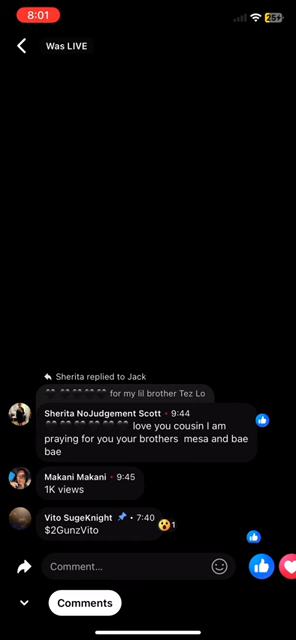 8:01
25
Was LIVE
Sherita replied to Jack
🖤 🖤🖤🖤🖤🖤 for my lil brother Tez Lo
Sherita NoJudgement Scott • 9:44
🖤 🖤 🖤 🖤 🖤 🖤 🖤 love you cousin I am
praying for you your brothers mesa and bae
bae
Makani Makani • 9:45
1K views
Vito SugeKnight 📌 • 7:40
$2GunzVito
😮1
Comment...
Comments